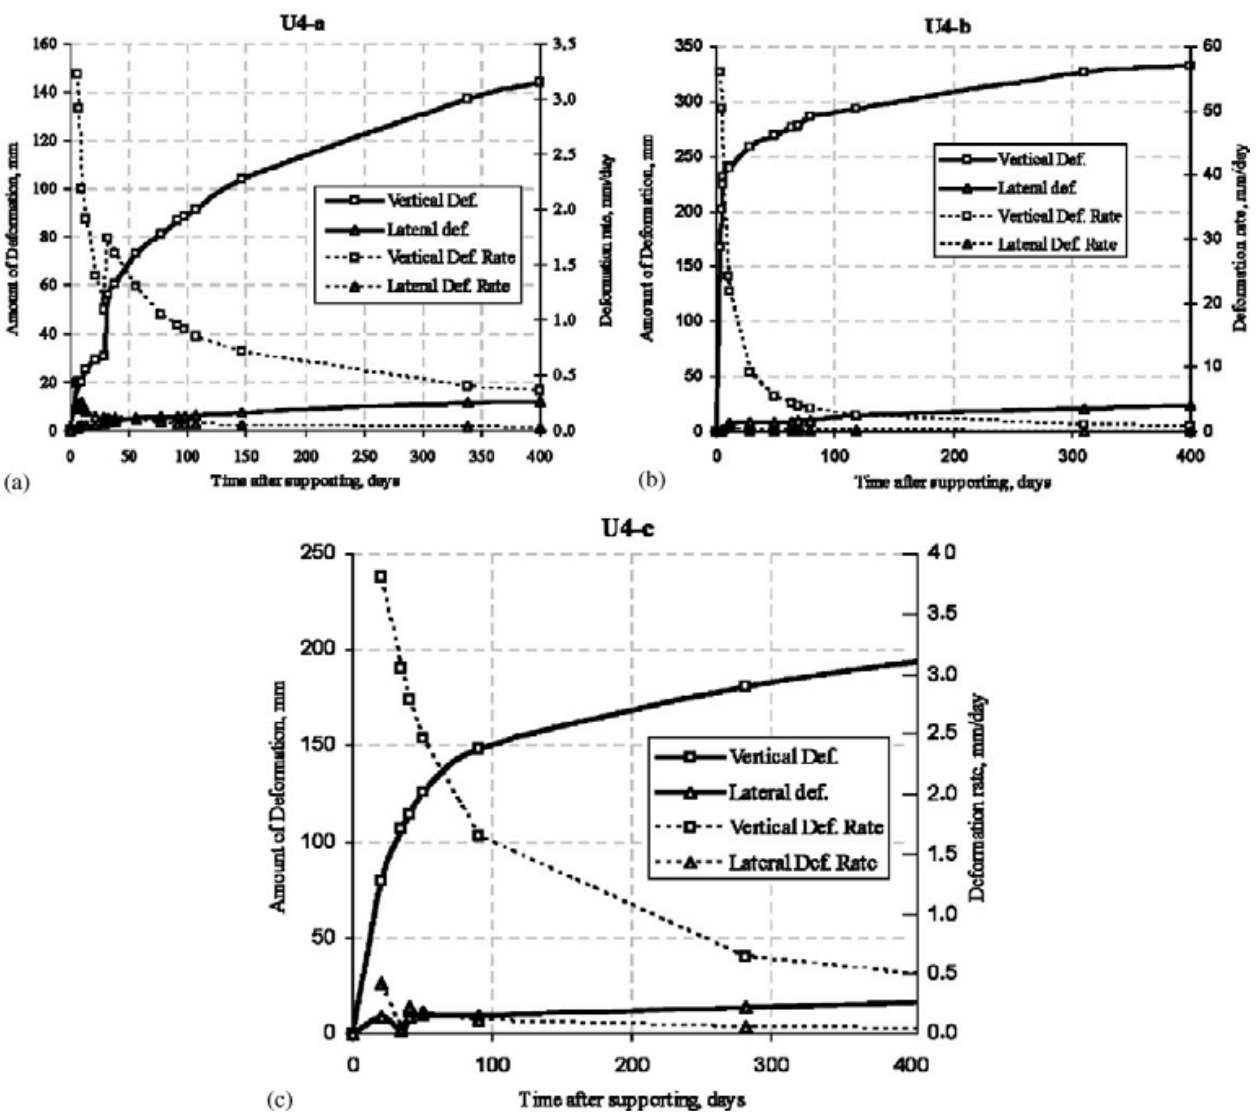 U4-a
160
140
120
100
80
60
40
20
0
Amount of Deformation, mm
3,5
3.0
2.5
2.0
1.5
1.0
0.5
0.0
Deformation rate, mm/day
Vertical Def.
Lateral def.
Vertical Def. Rate
Lateral Def. Rate
0 50 100 150 200 250 300 350 400
Time after supporting, days
(a)
U4-b
350
300
250
200
150
100
50
0
Amount of Deformation, mm
60
50
40
30
20
10
0
Deformation rate, mm/day
Vertical Def.
Lateral def.
Vertical Def. Rate
Lateral Def. Rate
0 100 200 300 400
Time after supporting, days
(b)
U4-c
250
200
150
100
50
0
Amount of Deformation, mm
4.0
3.5
3.0
2.5
2.0
1.5
1.0
0.5
0.0
Deformation rate, mm/day
Vertical Def.
Lateral def.
Vertical Def. Rate
Lateral Def. Rate
0 100 200 300 400
Time after supporting, days
(c)